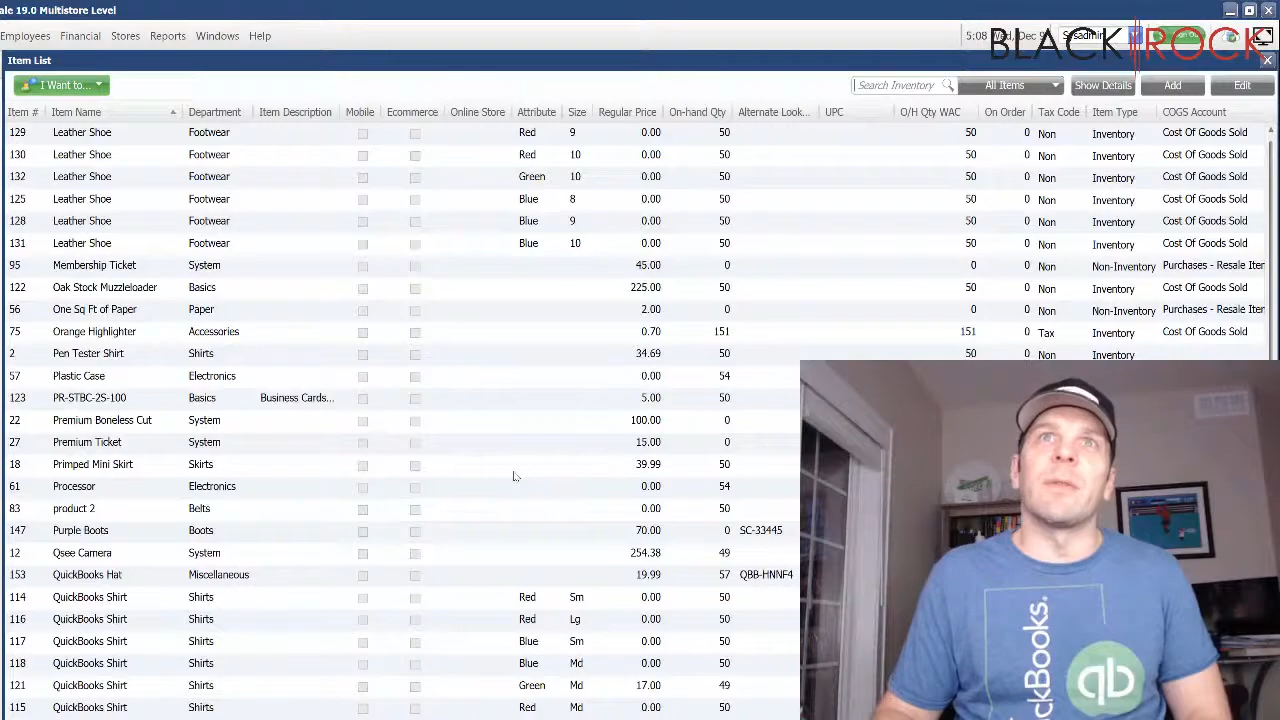 ale 19.0 Multistore Level
Employees Financial Stores Reports Windows Help
5:08 Wed, Dec 9 Sysadmin
BLACK ROCK
Item List
I Want to...
Search Inventory All Items Show Details Add Edit
Item # Item Name Department Item Description Mobile Ecommerce Online Store Attribute Size Regular Price On-hand Qty Alternate Look... UPC O/H Qty WAC On Order Tax Code Item Type COGS Account
129 Leather Shoe Footwear Red 9 0.00 50 50 0 Non Inventory Cost Of Goods Sold
130 Leather Shoe Footwear Red 10 0.00 50 50 0 Non Inventory Cost Of Goods Sold
132 Leather Shoe Footwear Green 10 0.00 50 50 0 Non Inventory Cost Of Goods Sold
125 Leather Shoe Footwear Blue 8 0.00 50 50 0 Non Inventory Cost Of Goods Sold
128 Leather Shoe Footwear Blue 9 0.00 50 50 0 Non Inventory Cost Of Goods Sold
131 Leather Shoe Footwear Blue 10 0.00 50 50 0 Non Inventory Cost Of Goods Sold
95 Membership Ticket System 45.00 0 0 0 Non Non-Inventory Purchases - Resale Iter
122 Oak Stock Muzzleloader Basics 225.00 50 50 0 Non Inventory Cost Of Goods Sold
56 One Sq Ft of Paper Paper 2.00 0 0 0 Non Non-Inventory Purchases - Resale Iter
75 Orange Highlighter Accessories 0.70 151 151 0 Tax Inventory Cost Of Goods Sold
2 Pen Tester Shirt Shirts 34.69 50 50 0 Non Inventory
57 Plastic Case Electronics 0.00 54
123 PR-STBC-ZS-100 Basics Business Cards... 5.00 50
22 Premium Boneless Cut System 100.00 0
27 Premium Ticket System 15.00 0
18 Primped Mini Skirt Skirts 39.99 50
61 Processor Electronics 0.00 54
83 product 2 Belts 0.00 50
147 Purple Boots Boots 70.00 0 SC-33445
12 Qsee Camera System 254.38 49
153 QuickBooks Hat Miscellaneous 19.99 57 QBB-HNNF4
114 QuickBooks Shirt Shirts Red Sm 0.00 50
116 QuickBooks Shirt Shirts Red Lg 0.00 50
117 QuickBooks Shirt Shirts Blue Sm 0.00 50
118 QuickBooks Shirt Shirts Blue Md 0.00 50
121 QuickBooks Shirt Shirts Green Md 17.00 49
115 QuickBooks Shirt Shirts Red Md 0.00 50
ckBooks.
qb